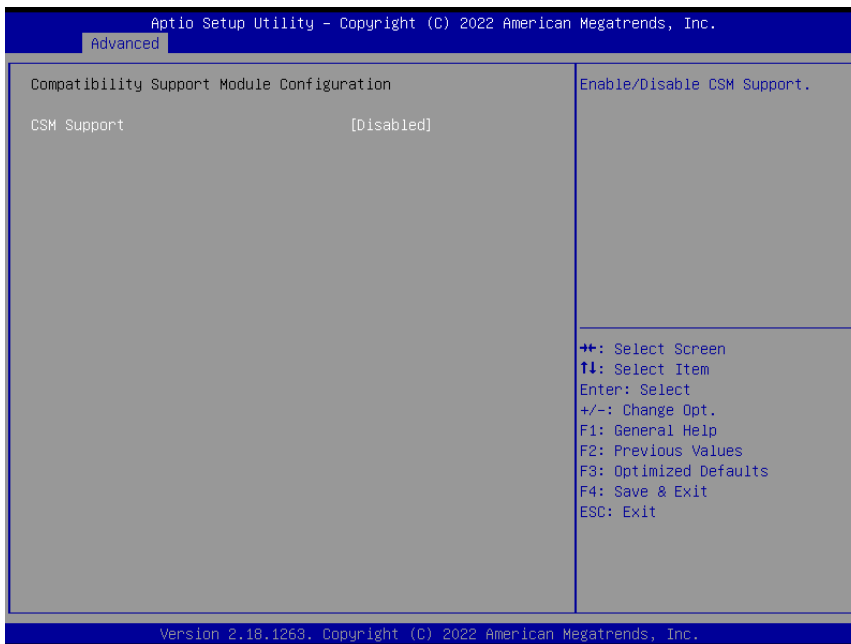 Aptio Setup Utility – Copyright (C) 2022 American Megatrends, Inc.
Advanced
Compatibility Support Module Configuration
CSM Support [Disabled]
Enable/Disable CSM Support.
→←: Select Screen
↑↓: Select Item
Enter: Select
+/-: Change Opt.
F1: General Help
F2: Previous Values
F3: Optimized Defaults
F4: Save & Exit
ESC: Exit
Version 2.18.1263. Copyright (C) 2022 American Megatrends, Inc.